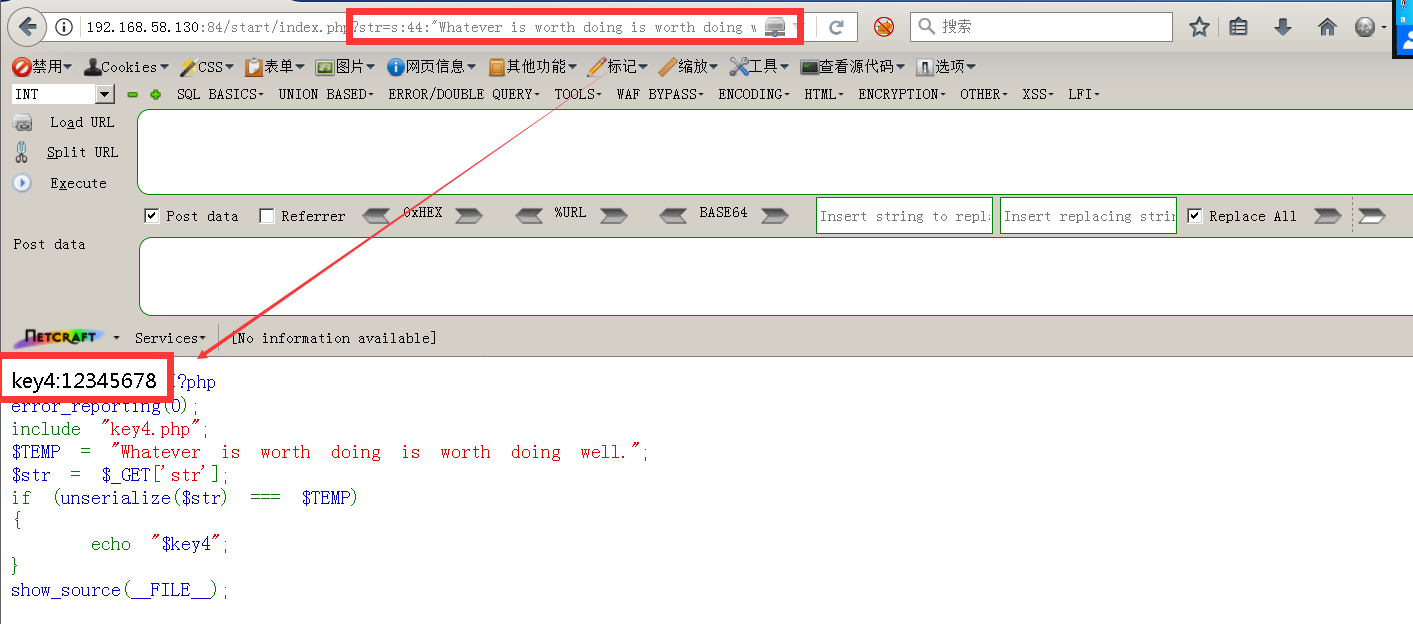 192.168.58.130:84/start/index.php?str=s:44:"Whatever is worth doing is worth doing w
搜索
禁用 Cookies CSS 表单 图片 网页信息 其他功能 标记 缩放 工具 查看源代码 选项
INT SQL BASICS UNION BASED ERROR/DOUBLE QUERY TOOLS WAF BYPASS ENCODING HTML ENCRYPTION OTHER XSS LFI
Load URL
Split URL
Execute
Post data Referrer 0xHEX %URL BASE64 Insert string to repl Insert replacing strin Replace All
Post data
NETCRAFT Services [No information available]
key4:12345678 ?php
error_reporting(0);
include "key4.php";
$TEMP = "Whatever is worth doing is worth doing well.";
$str = $_GET['str'];
if (unserialize($str) === $TEMP)
{
echo "$key4";
}
show_source(__FILE__);